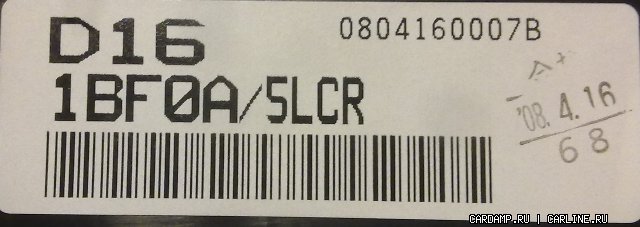 D16
0804160007B
1BF0A/5LCR
A+
'08.4.16
68
CARDAMP.RU | CARLINE.RU